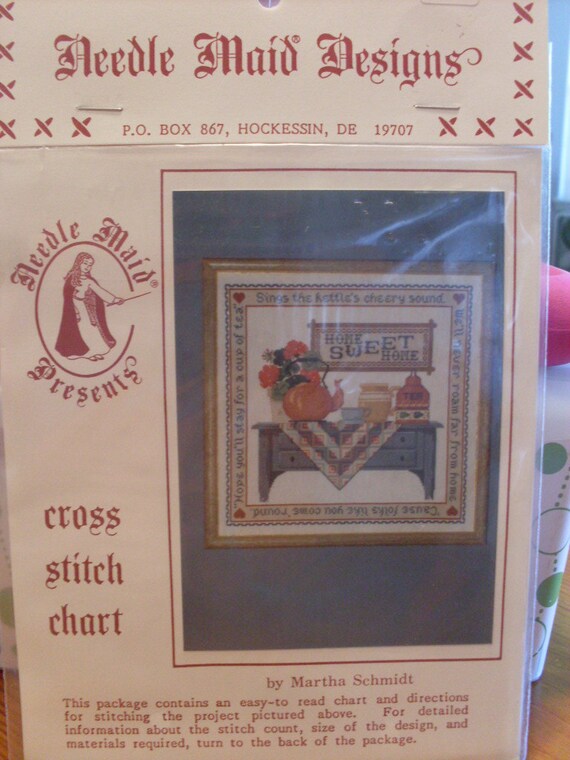 Needle Maid® Designs
P.O. BOX 867, HOCKESSIN, DE 19707
Needle Maid®
Presents
Sings the kettle's cheery sound,
We'll never roam far from home
'Cause folks like you come 'round.
"Hope you'll stay for a cup of tea"
HOME
SWEET
HOME
TEA
cross
stitch
chart
by Martha Schmidt
This package contains an easy-to read chart and directions
for stitching the project pictured above. For detailed
information about the stitch count, size of the design, and
materials required, turn to the back of the package.